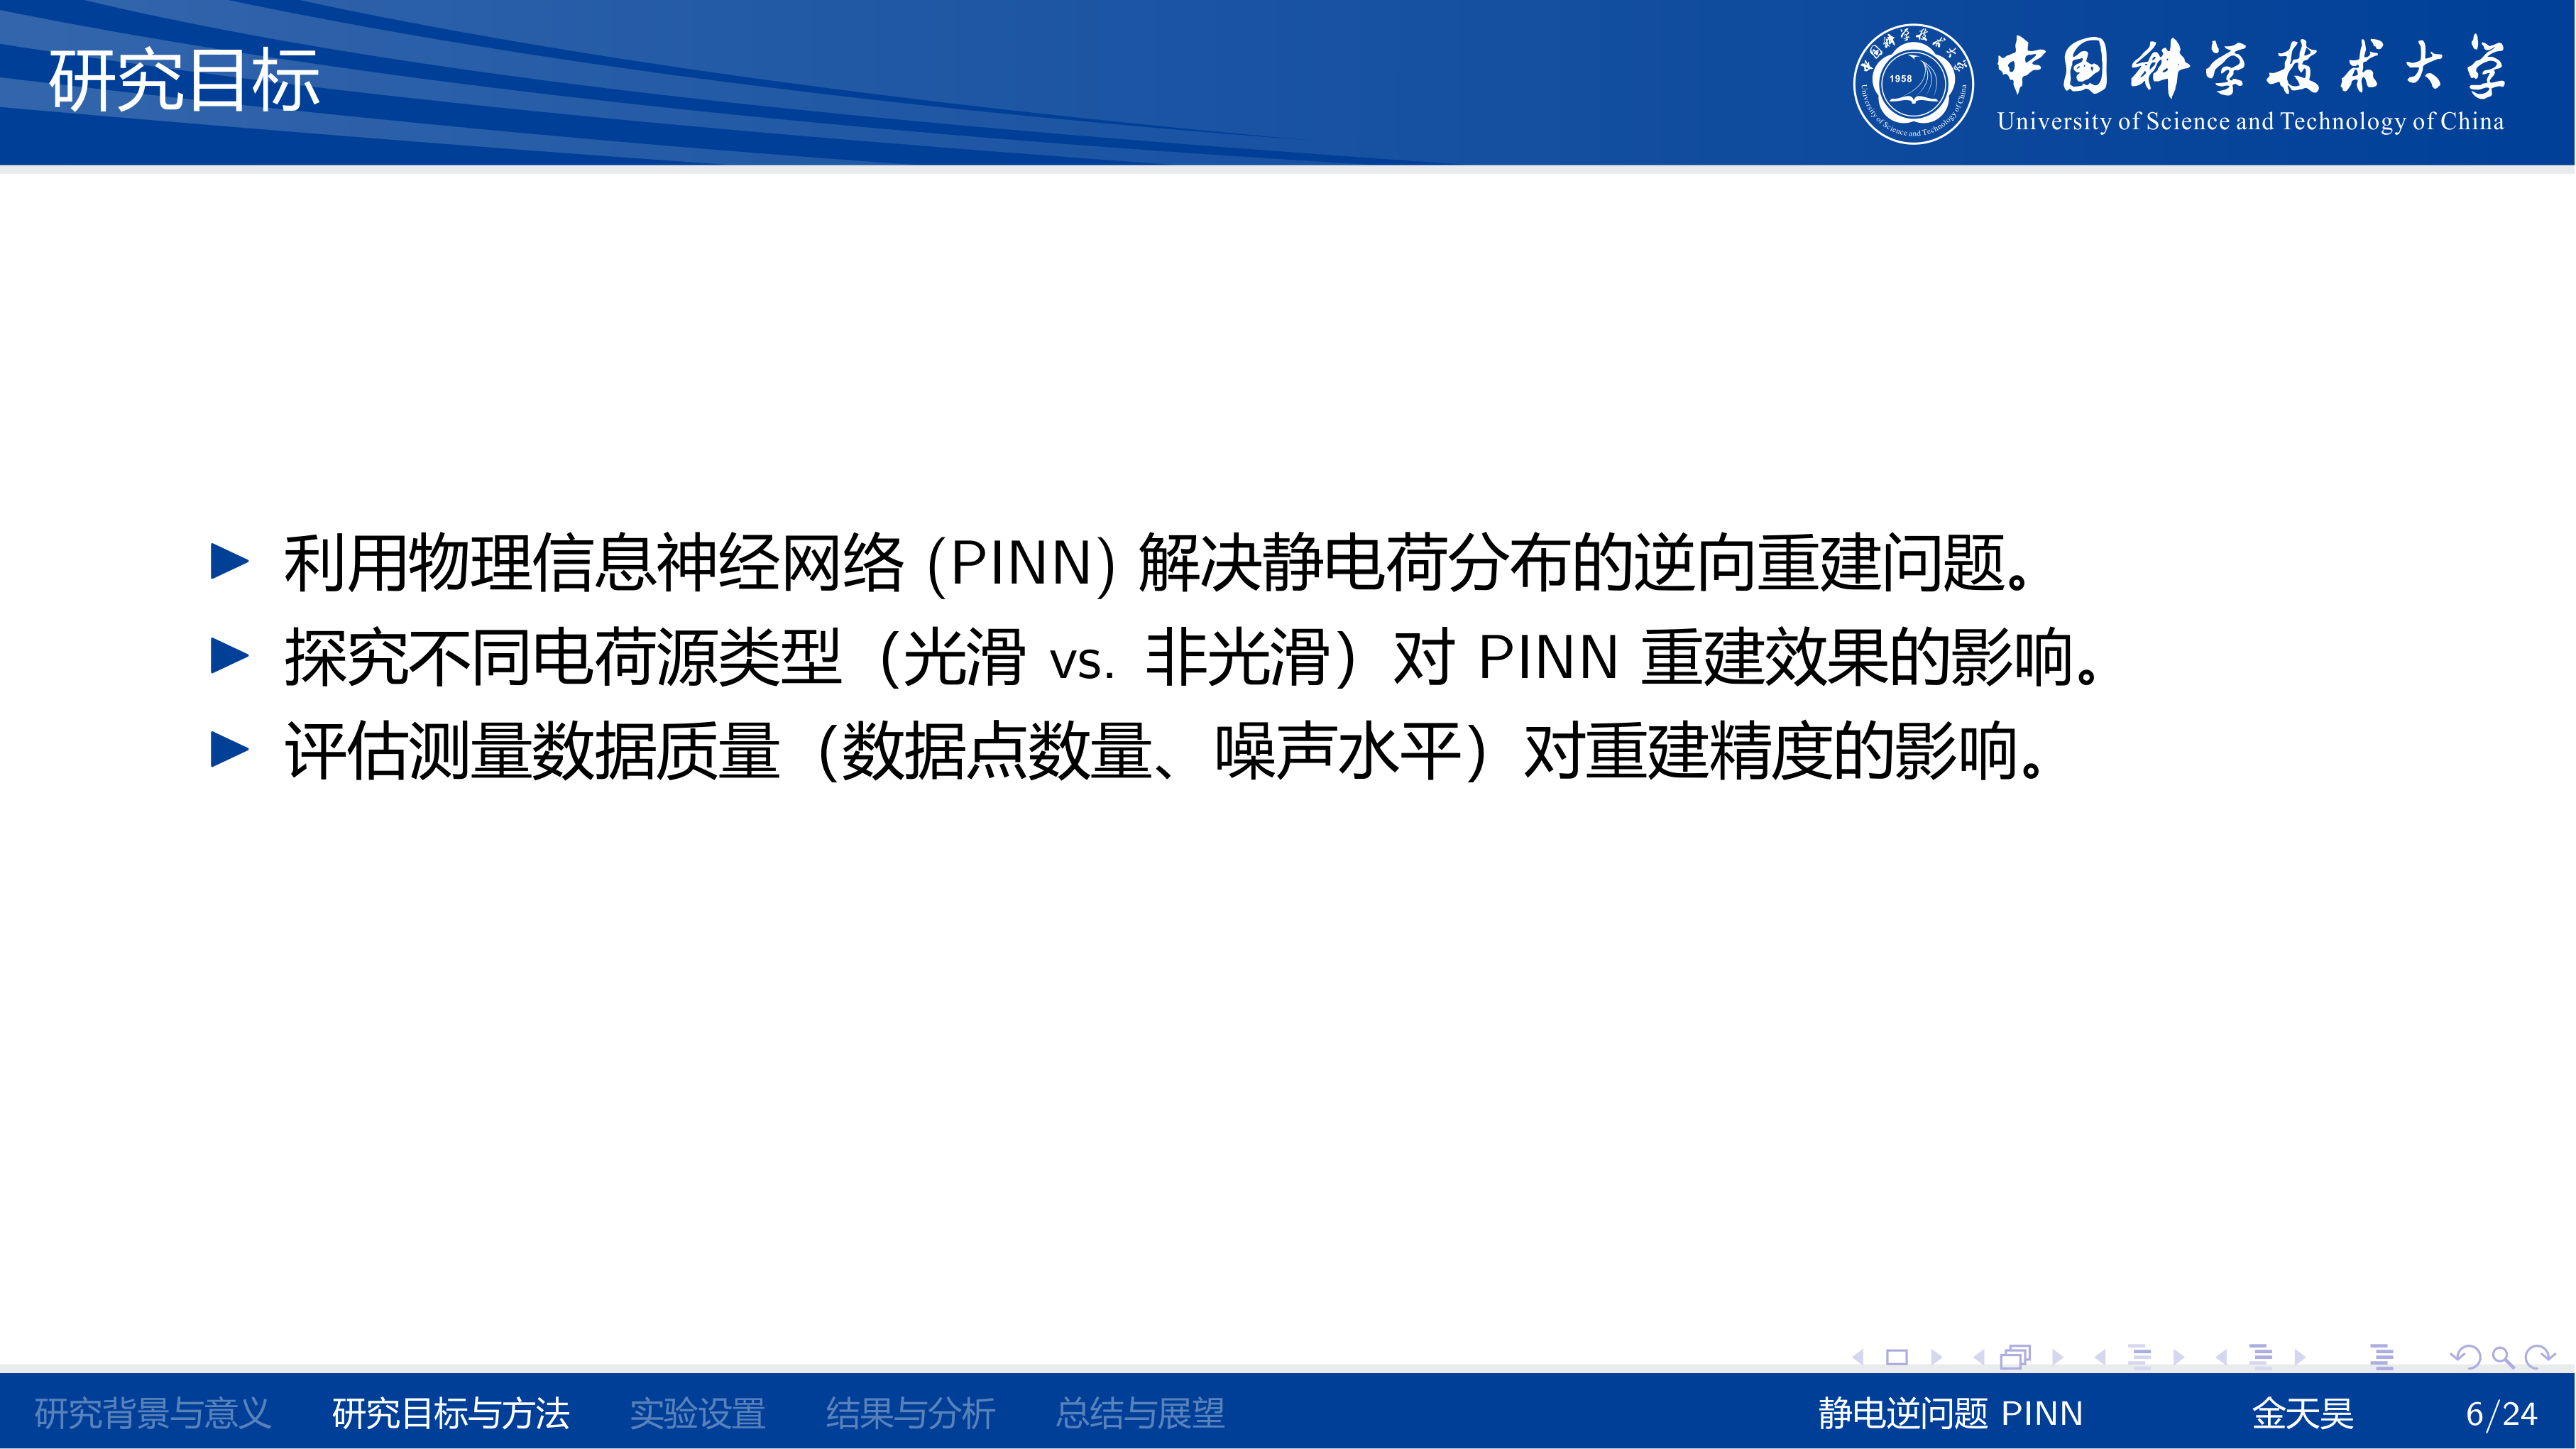 研究目标
中国科学技术大学
University of Science and Technology of China
1958
利用物理信息神经网络 (PINN) 解决静电荷分布的逆向重建问题。
探究不同电荷源类型（光滑 vs. 非光滑）对 PINN 重建效果的影响。
评估测量数据质量（数据点数量、噪声水平）对重建精度的影响。
研究背景与意义 研究目标与方法 实验设置 结果与分析 总结与展望 静电逆问题 PINN 金天昊 6/24